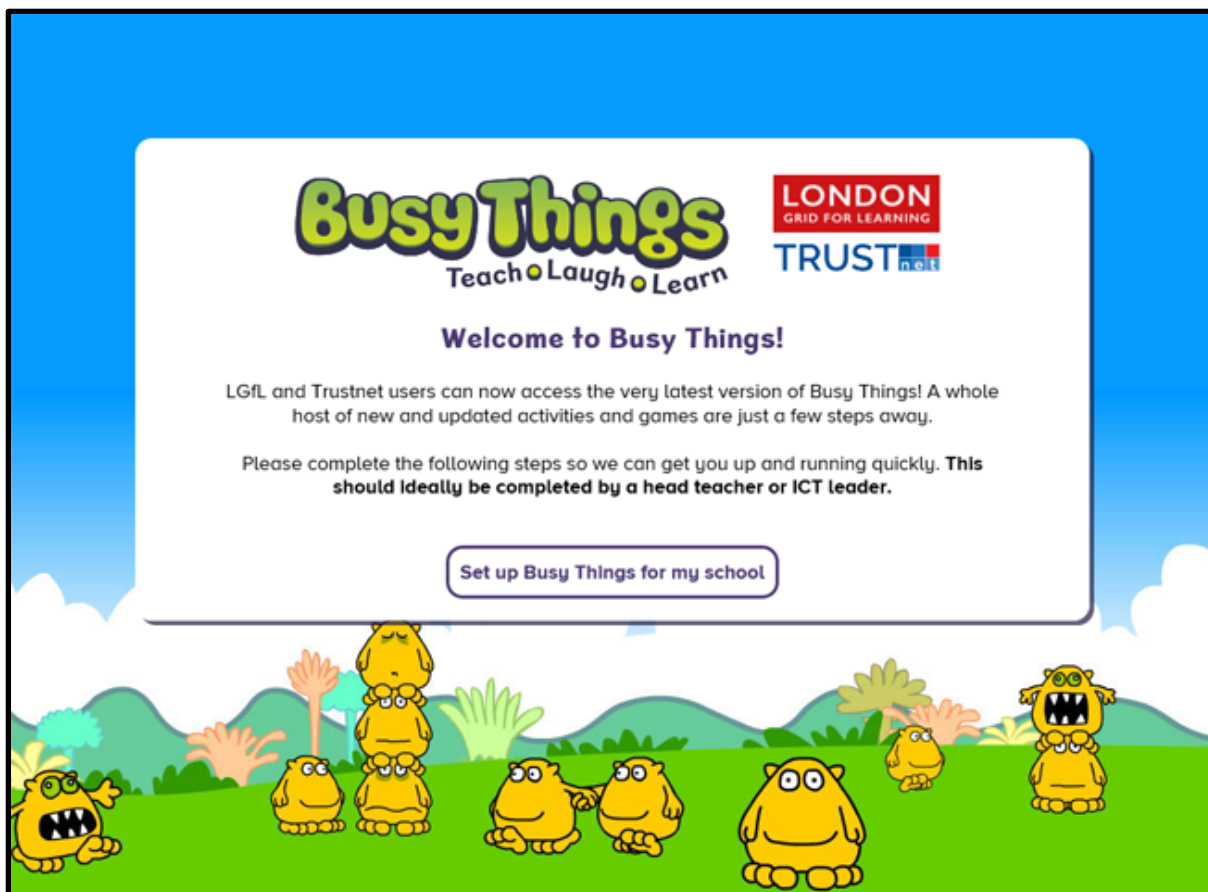 Busy Things
Teach • Laugh • Learn
LONDON
GRID FOR LEARNING
TRUST net
Welcome to Busy Things!
LGfL and Trustnet users can now access the very latest version of Busy Things! A whole
host of new and updated activities and games are just a few steps away.
Please complete the following steps so we can get you up and running quickly. This
should ideally be completed by a head teacher or ICT leader.
Set up Busy Things for my school